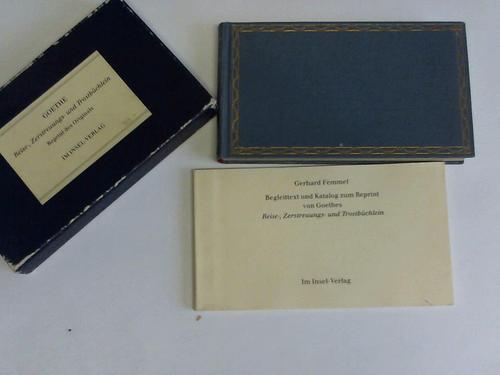 GOETHE
Reise-, Zerstreuungs- und Trostbüchlein
Reprint des Originals
IM INSEL-VERLAG
Gerhard Femmel
Begleittext und Katalog zum Reprint
von Goethes
Reise-, Zerstreuungs- und Trostbüchlein
Im Insel-Verlag